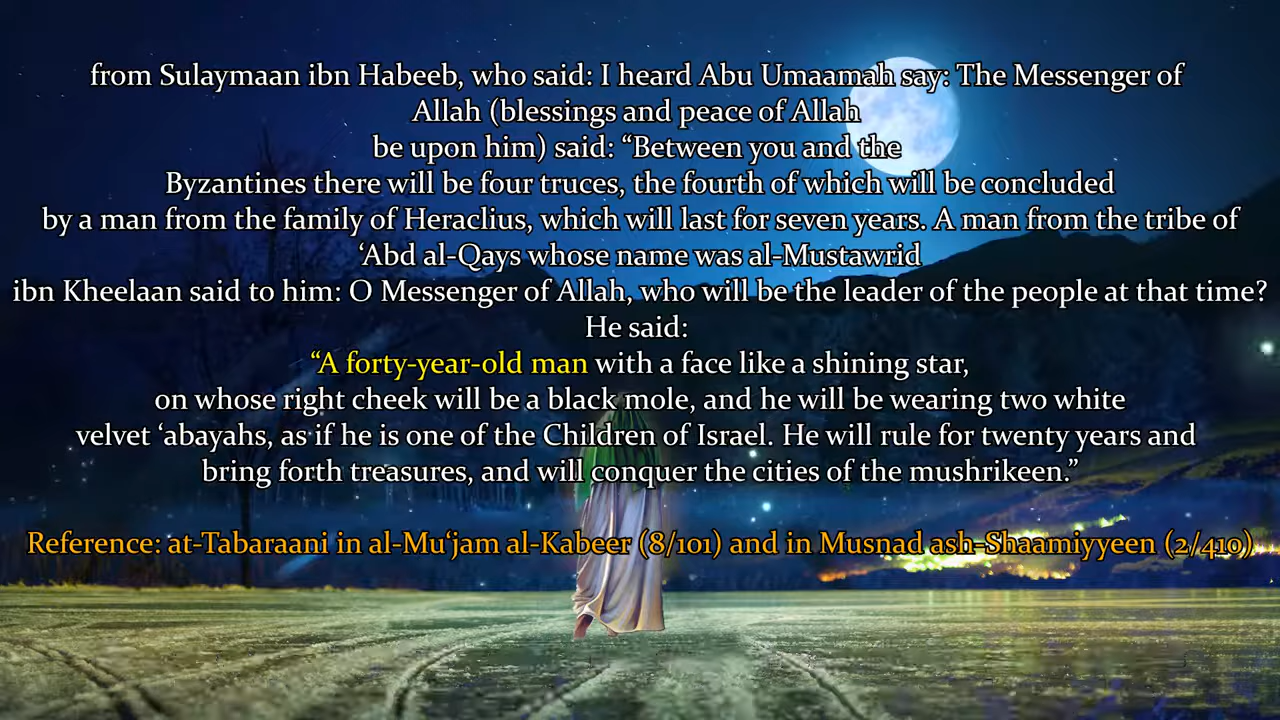 from Sulaymaan ibn Habeeb, who said: I heard Abu Umaamah say: The Messenger of
Allah (blessings and peace of Allah
be upon him) said: “Between you and the
Byzantines there will be four truces, the fourth of which will be concluded
by a man from the family of Heraclius, which will last for seven years. A man from the tribe of
‘Abd al-Qays whose name was al-Mustawrid
ibn Kheelaan said to him: O Messenger of Allah, who will be the leader of the people at that time?
He said:
“A forty-year-old man with a face like a shining star,
on whose right cheek will be a black mole, and he will be wearing two white
velvet ‘abayahs, as if he is one of the Children of Israel. He will rule for twenty years and
bring forth treasures, and will conquer the cities of the mushrikeen.”
Reference: at-Tabaraani in al-Mu‘jam al-Kabeer (8/101) and in Musnad ash-Shaamiyyeen (2/410)